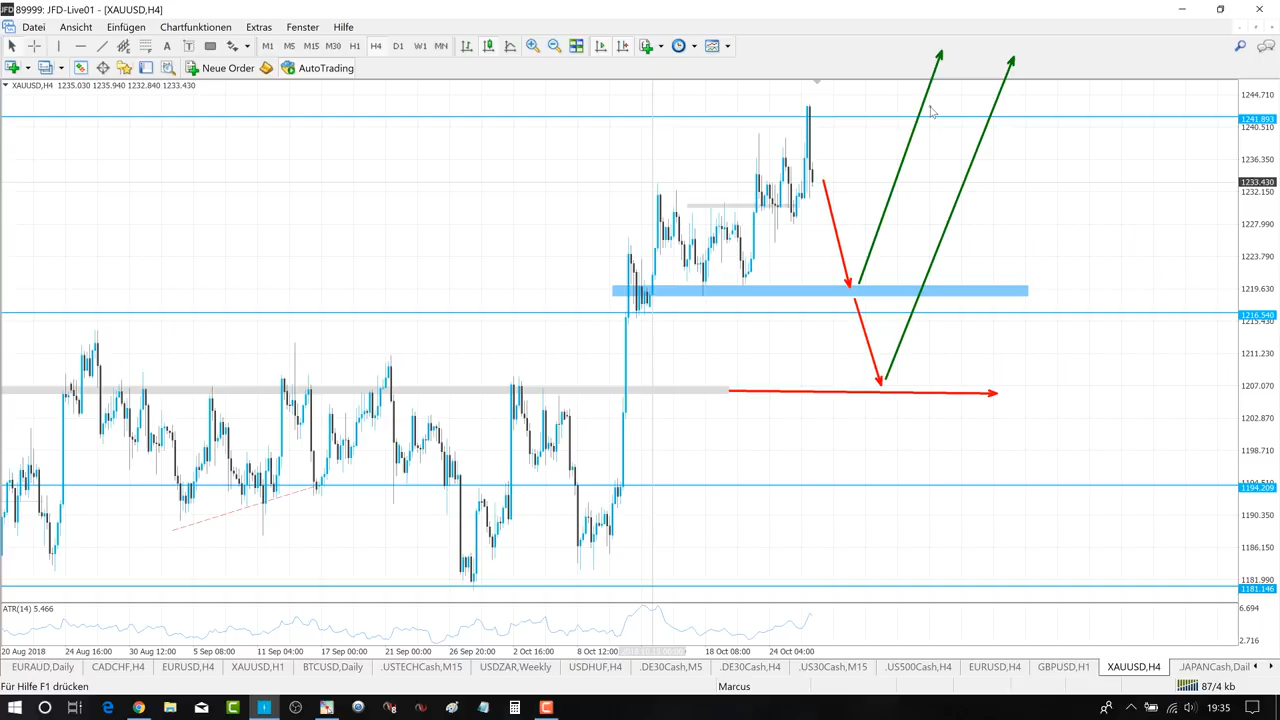 JFD 89999: JFD-Live01 - [XAUUSD,H4]
Datei Ansicht Einfügen Chartfunktionen Extras Fenster Hilfe
A T M1 M5 M15 M30 H1 H4 D1 W1 MN
Neue Order AutoTrading
XAUUSD,H4 1235.030 1235.940 1232.840 1233.430
1244.710
1241.893
1240.510
1236.350
1233.430
1232.150
1227.990
1223.790
1219.630
1216.540
1215.430
1211.230
1207.070
1202.870
1198.710
1194.209
1190.350
1186.150
1181.990
1181.146
ATR(14) 5.466
6.694
2.716
20 Aug 2018 24 Aug 16:00 30 Aug 12:00 5 Sep 08:00 11 Sep 04:00 17 Sep 00:00 21 Sep 00:00 26 Sep 20:00 2 Oct 16:00 8 Oct 12:00 18 Oct 08:00 24 Oct 04:00
EURAUD,Daily CADCHF,H4 EURUSD,H4 XAUUSD,H1 BTCUSD,Daily .USTECHCash,M15 USDZAR,Weekly USDHUF,H4 .DE30Cash,M5 .DE30Cash,H4 .US30Cash,M15 .US500Cash,H4 EURUSD,H4 GBPUSD,H1 XAUUSD,H4 .JAPANCash,Dail
Für Hilfe F1 drücken Marcus 87/4 kb
19:35